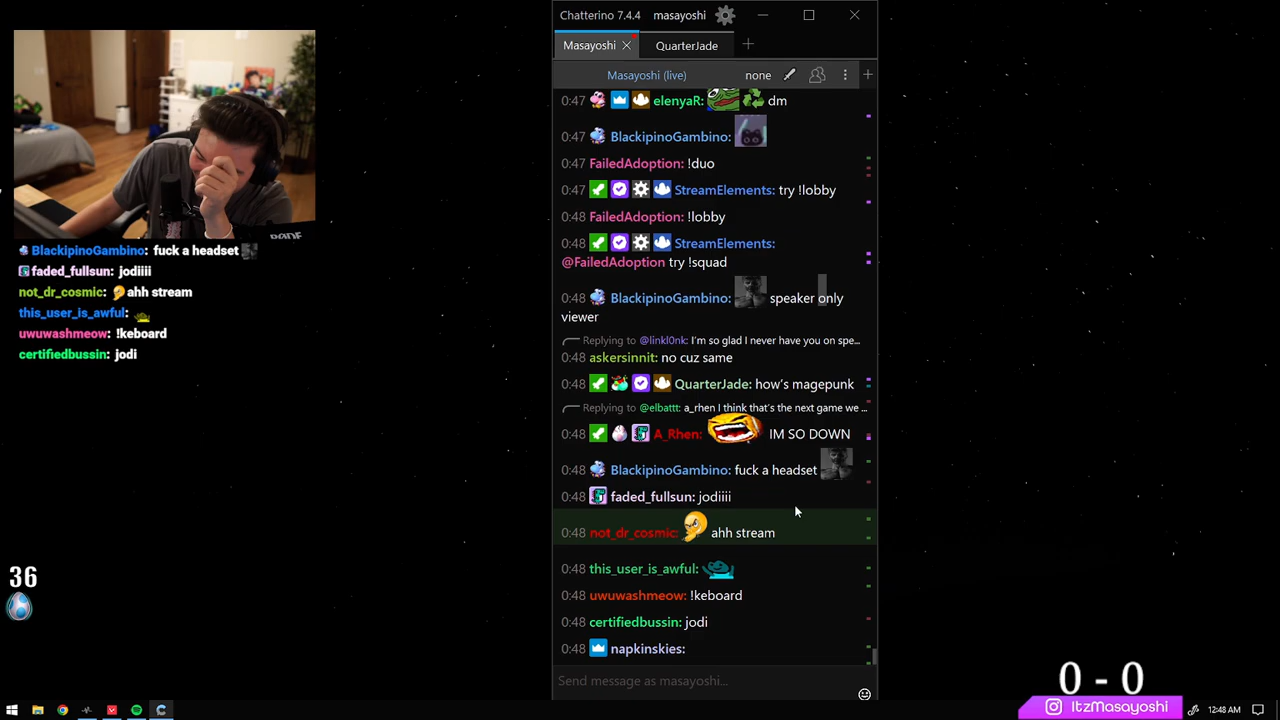 Chatterino 7.4.4
masayoshi
Masayoshi
QuarterJade
Masayoshi (live)
none
0:47 elenyaR: dm
0:47 BlackipinoGambino:
0:47 FailedAdoption: !duo
0:47 StreamElements: try !lobby
0:48 FailedAdoption: !lobby
0:48 StreamElements:
@FailedAdoption try !squad
0:48 BlackipinoGambino: speaker only
viewer
Replying to @linkl0nk: I'm so glad I never have you on spe...
0:48 askersinnit: no cuz same
0:48 QuarterJade: how's magepunk
Replying to @elbattt: a_rhen I think that's the next game we ...
0:48 A_Rhen: IM SO DOWN
0:48 BlackipinoGambino: fuck a headset
0:48 faded_fullsun: jodiiii
0:48 not_dr_cosmic: ahh stream
0:48 this_user_is_awful:
0:48 uwuwashmeow: !keboard
0:48 certifiedbussin: jodi
0:48 napkinskies:
Send message as masayoshi...
BlackipinoGambino: fuck a headset
faded_fullsun: jodiiii
not_dr_cosmic: ahh stream
this_user_is_awful:
uwuwashmeow: !keboard
certifiedbussin: jodi
36
0 - 0
ItzMasayoshi
12:48 AM